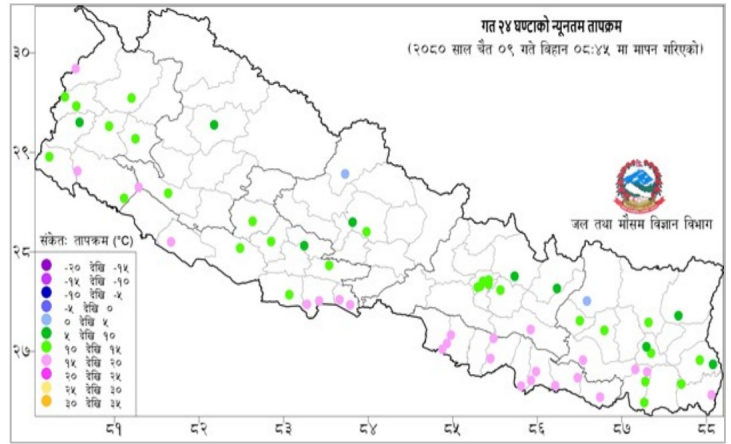 गत २४ घण्टाको न्यूनतम तापक्रम
(२०८० साल चैत ०९ गते बिहान ०८:४५ मा मापन गरिएको)
३०
२९
जल तथा मौसम विज्ञान विभाग
संकेतः तापक्रम (°C)
२८
-२० देखि -१५
-१५ देखि -१०
-१० देखि -५
-५ देखि ०
० देखि ५
५ देखि १०
१० देखि १५
१५ देखि २०
२० देखि २५
२५ देखि ३०
३० देखि ३५
२७
८१ ८२ ८३ ८४ ८५ ८६ ८७ ८८